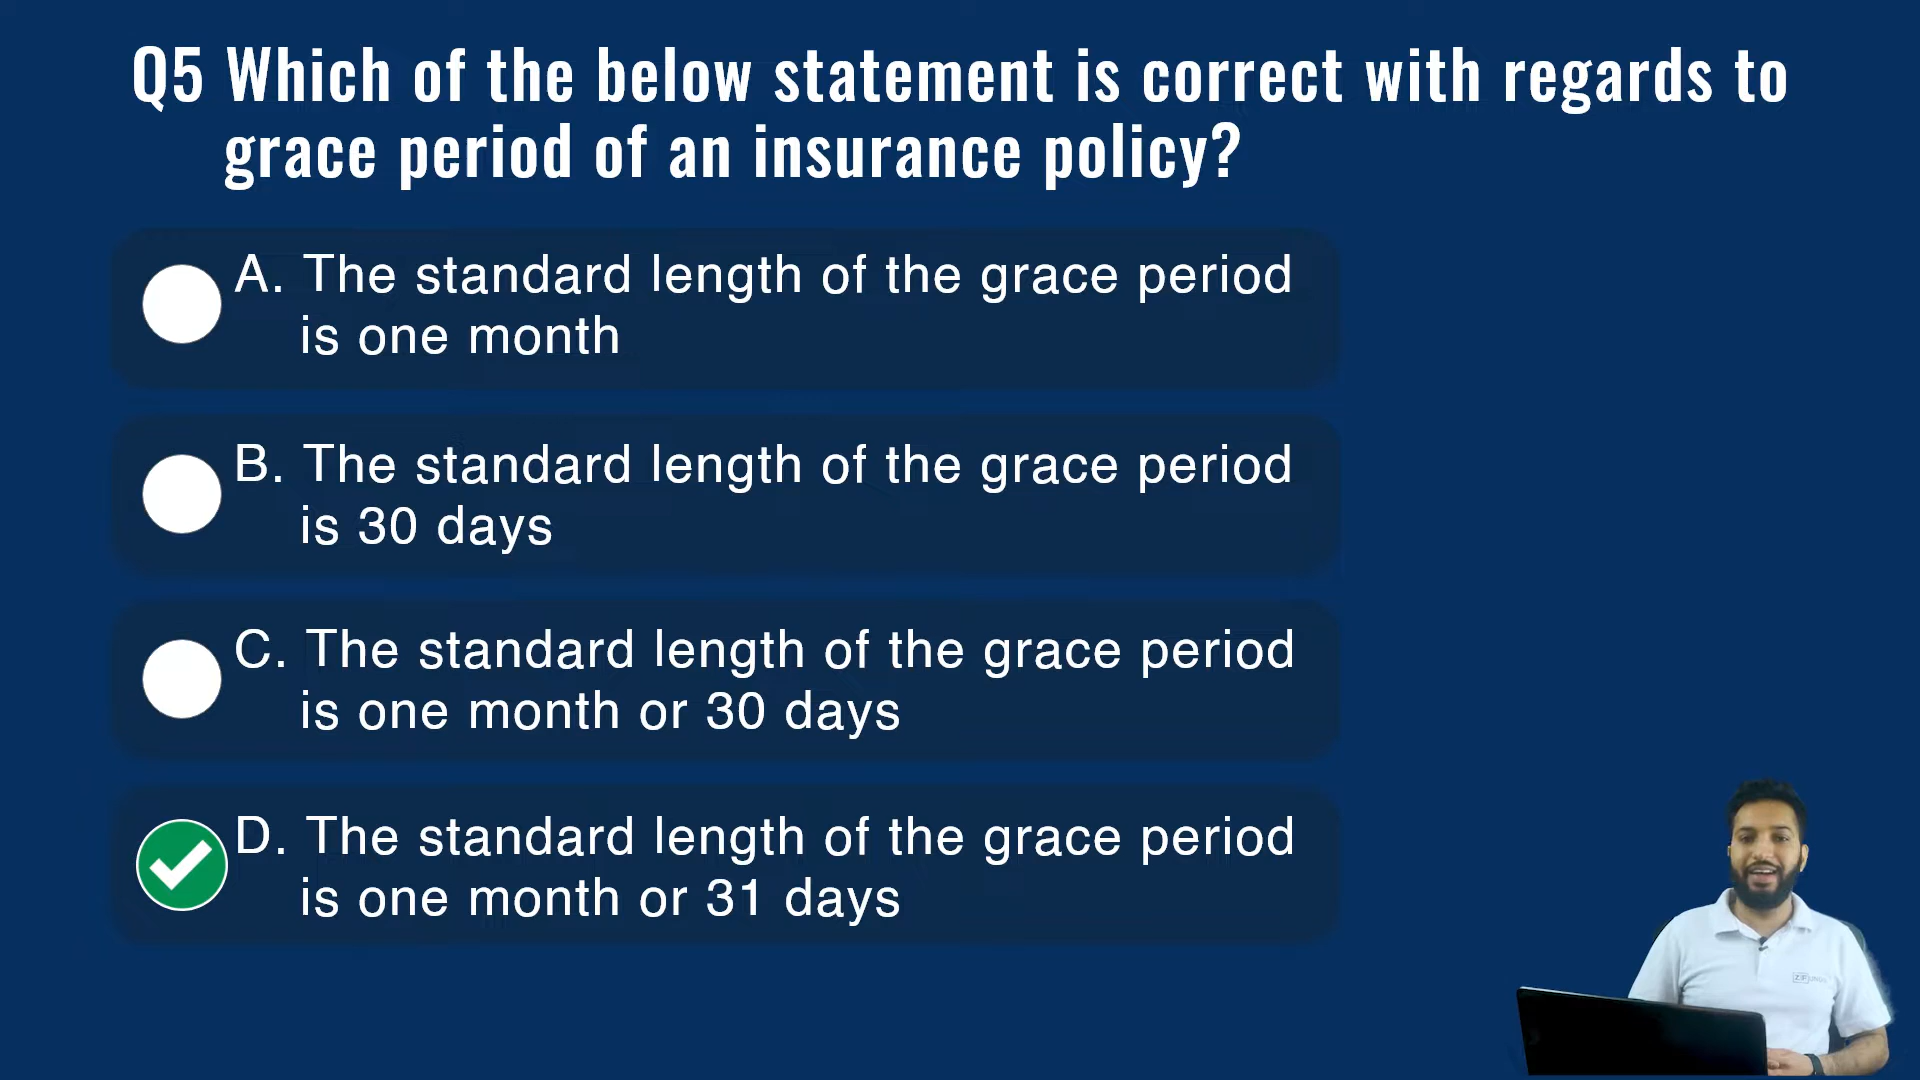 Q5 Which of the below statement is correct with regards to
grace period of an insurance policy?
A. The standard length of the grace period
is one month
B. The standard length of the grace period
is 30 days
C. The standard length of the grace period
is one month or 30 days
D. The standard length of the grace period
is one month or 31 days